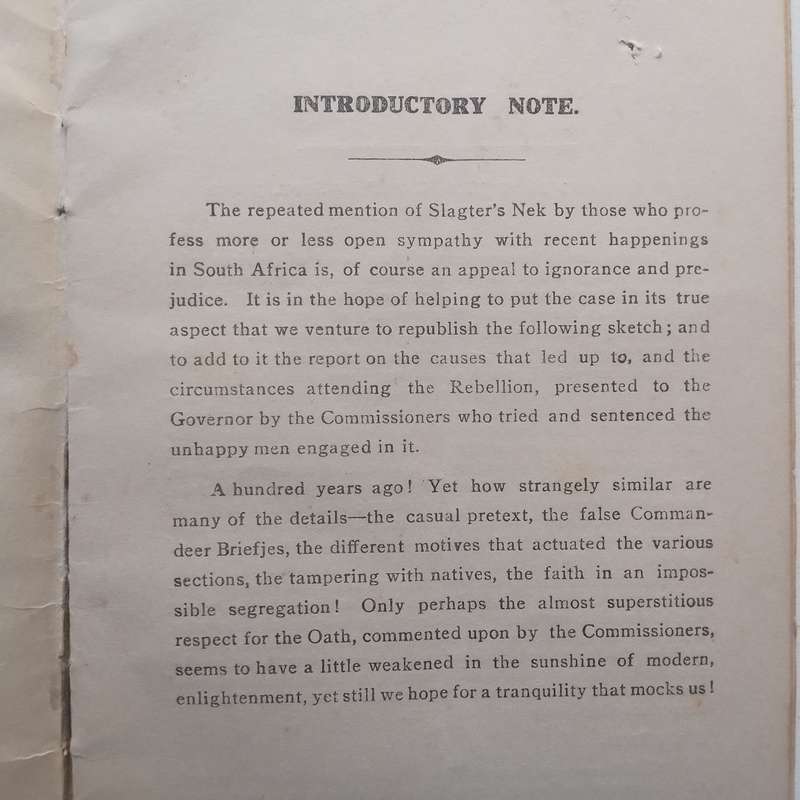 INTRODUCTORY NOTE.
The repeated mention of Slagter's Nek by those who pro-
fess more or less open sympathy with recent happenings
in South Africa is, of course an appeal to ignorance and pre-
judice. It is in the hope of helping to put the case in its true
aspect that we venture to republish the following sketch; and
to add to it the report on the causes that led up to, and the
circumstances attending the Rebellion, presented to the
Governor by the Commissioners who tried and sentenced the
unhappy men engaged in it.
A hundred years ago! Yet how strangely similar are
many of the details—the casual pretext, the false Comman-
deer Briefjes, the different motives that actuated the various
sections, the tampering with natives, the faith in an impos-
sible segregation! Only perhaps the almost superstitious
respect for the Oath, commented upon by the Commissioners,
seems to have a little weakened in the sunshine of modern,
enlightenment, yet still we hope for a tranquility that mocks us!